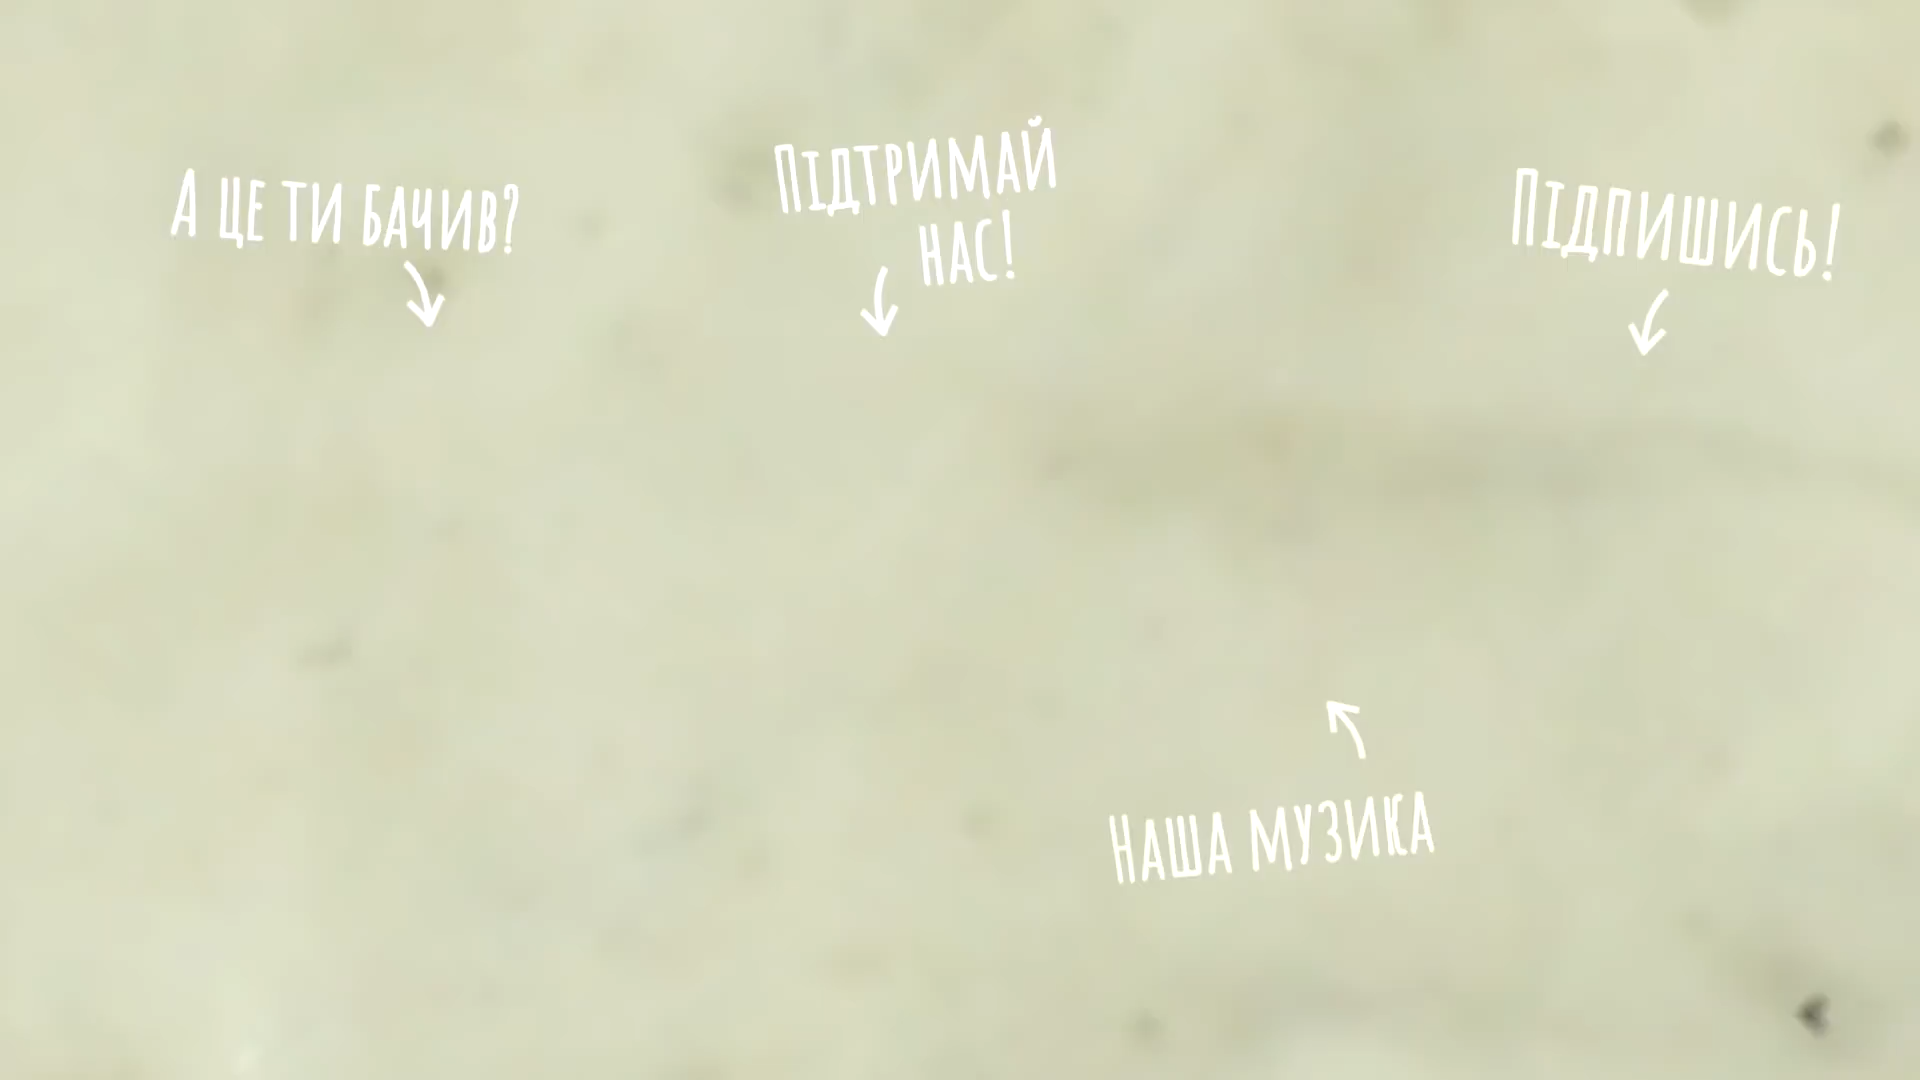 А це ти бачив?
Підтримай
нас!
Підпишись!
Наша музика